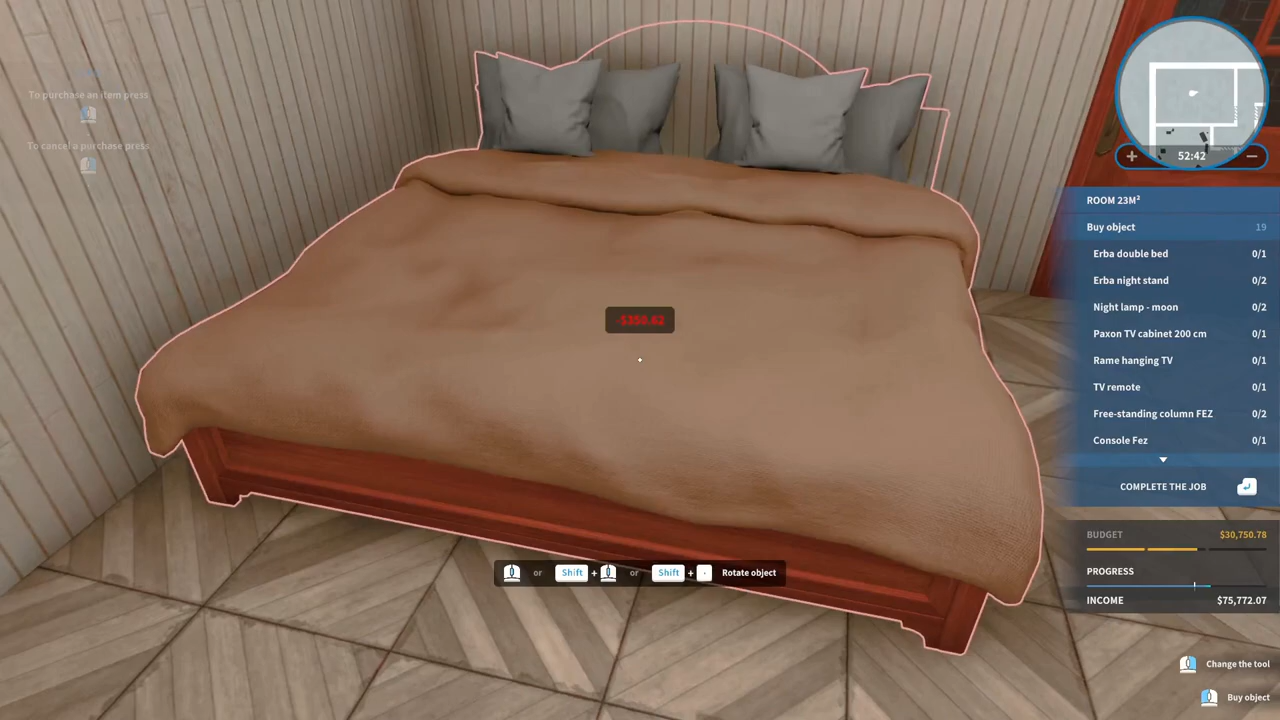 To purchase an item press
To cancel a purchase press
-$350.62
or Shift + or Shift + · Rotate object
+ 52:42 −
ROOM 23M²
Buy object 19
Erba double bed 0/1
Erba night stand 0/2
Night lamp - moon 0/2
Paxon TV cabinet 200 cm 0/1
Rame hanging TV 0/1
TV remote 0/1
Free-standing column FEZ 0/2
Console Fez 0/1
COMPLETE THE JOB
BUDGET $30,750.78
PROGRESS
INCOME $75,772.07
Change the tool
Buy object